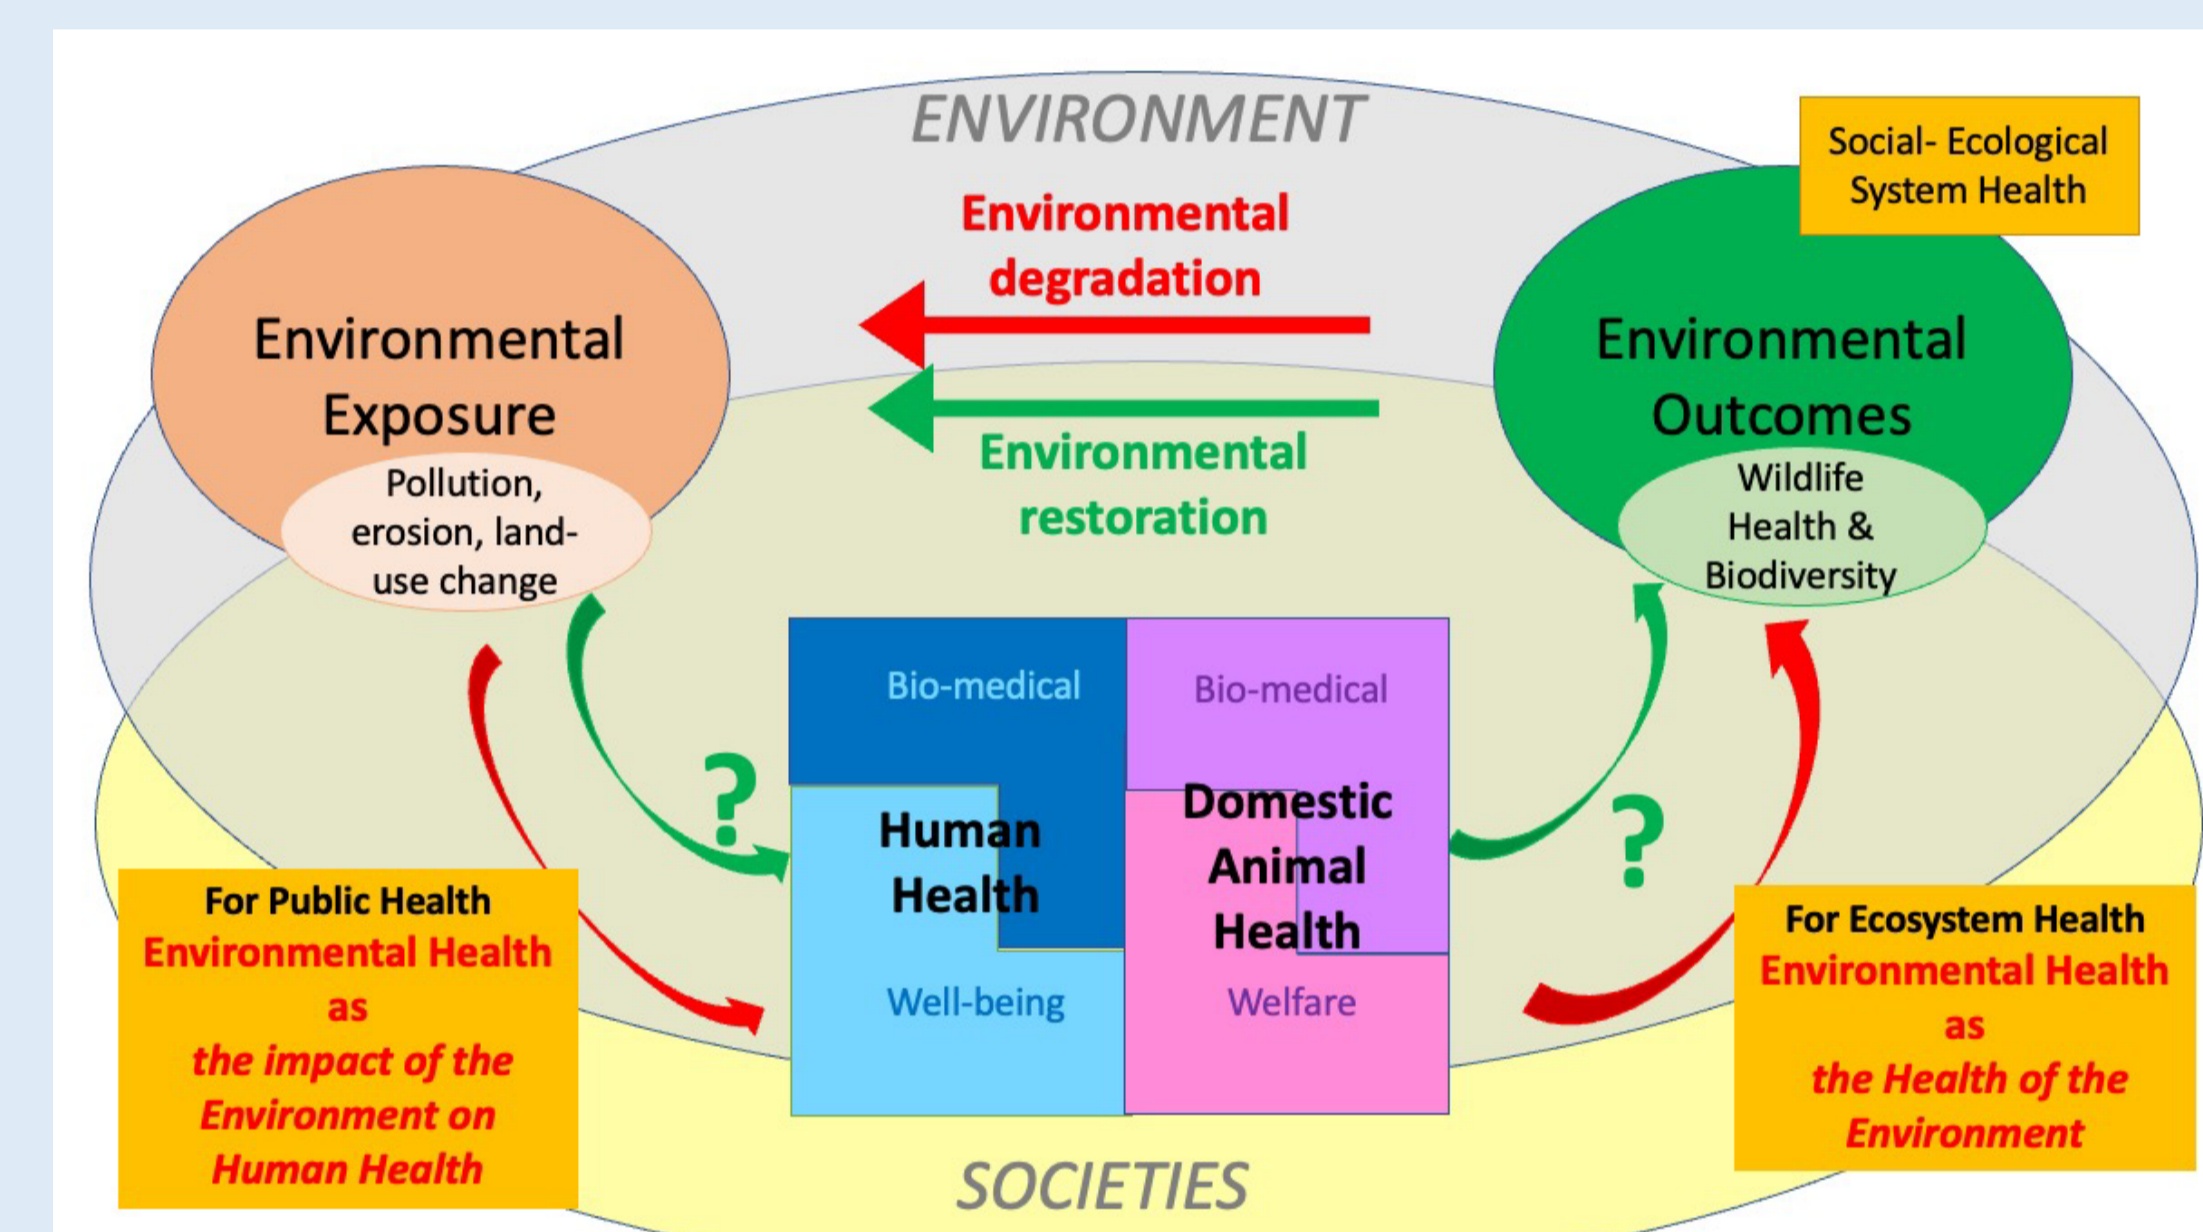 ENVIRONMENT
Social- Ecological
System Health
Environmental
degradation
Environmental
Exposure
Pollution,
erosion, land-
use change
Environmental
restoration
Environmental
Outcomes
Wildlife
Health &
Biodiversity
?
Bio-medical
Human
Health
Well-being
Bio-medical
Domestic
Animal
Health
Welfare
?
For Public Health
Environmental Health
as
the impact of the
Environment on
Human Health
For Ecosystem Health
Environmental Health
as
the Health of the
Environment
SOCIETIES